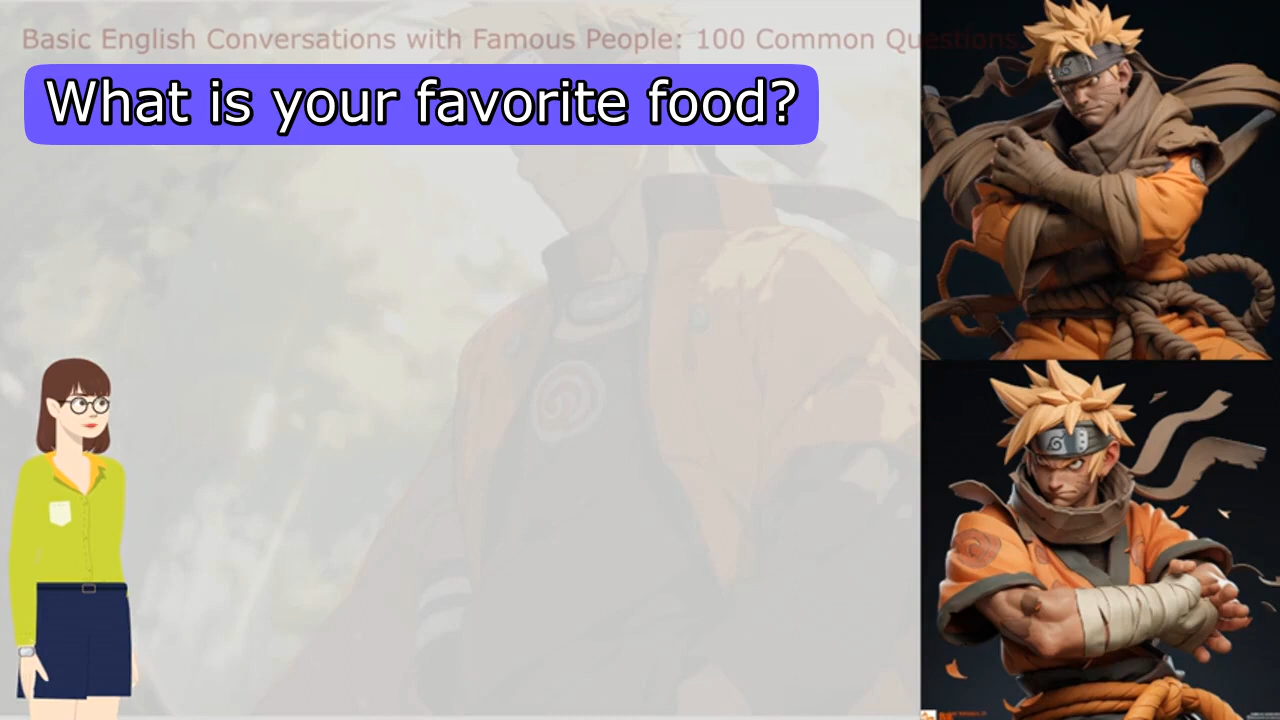 Basic English Conversations with Famous People: 100 Common Questions
What is your favorite food?